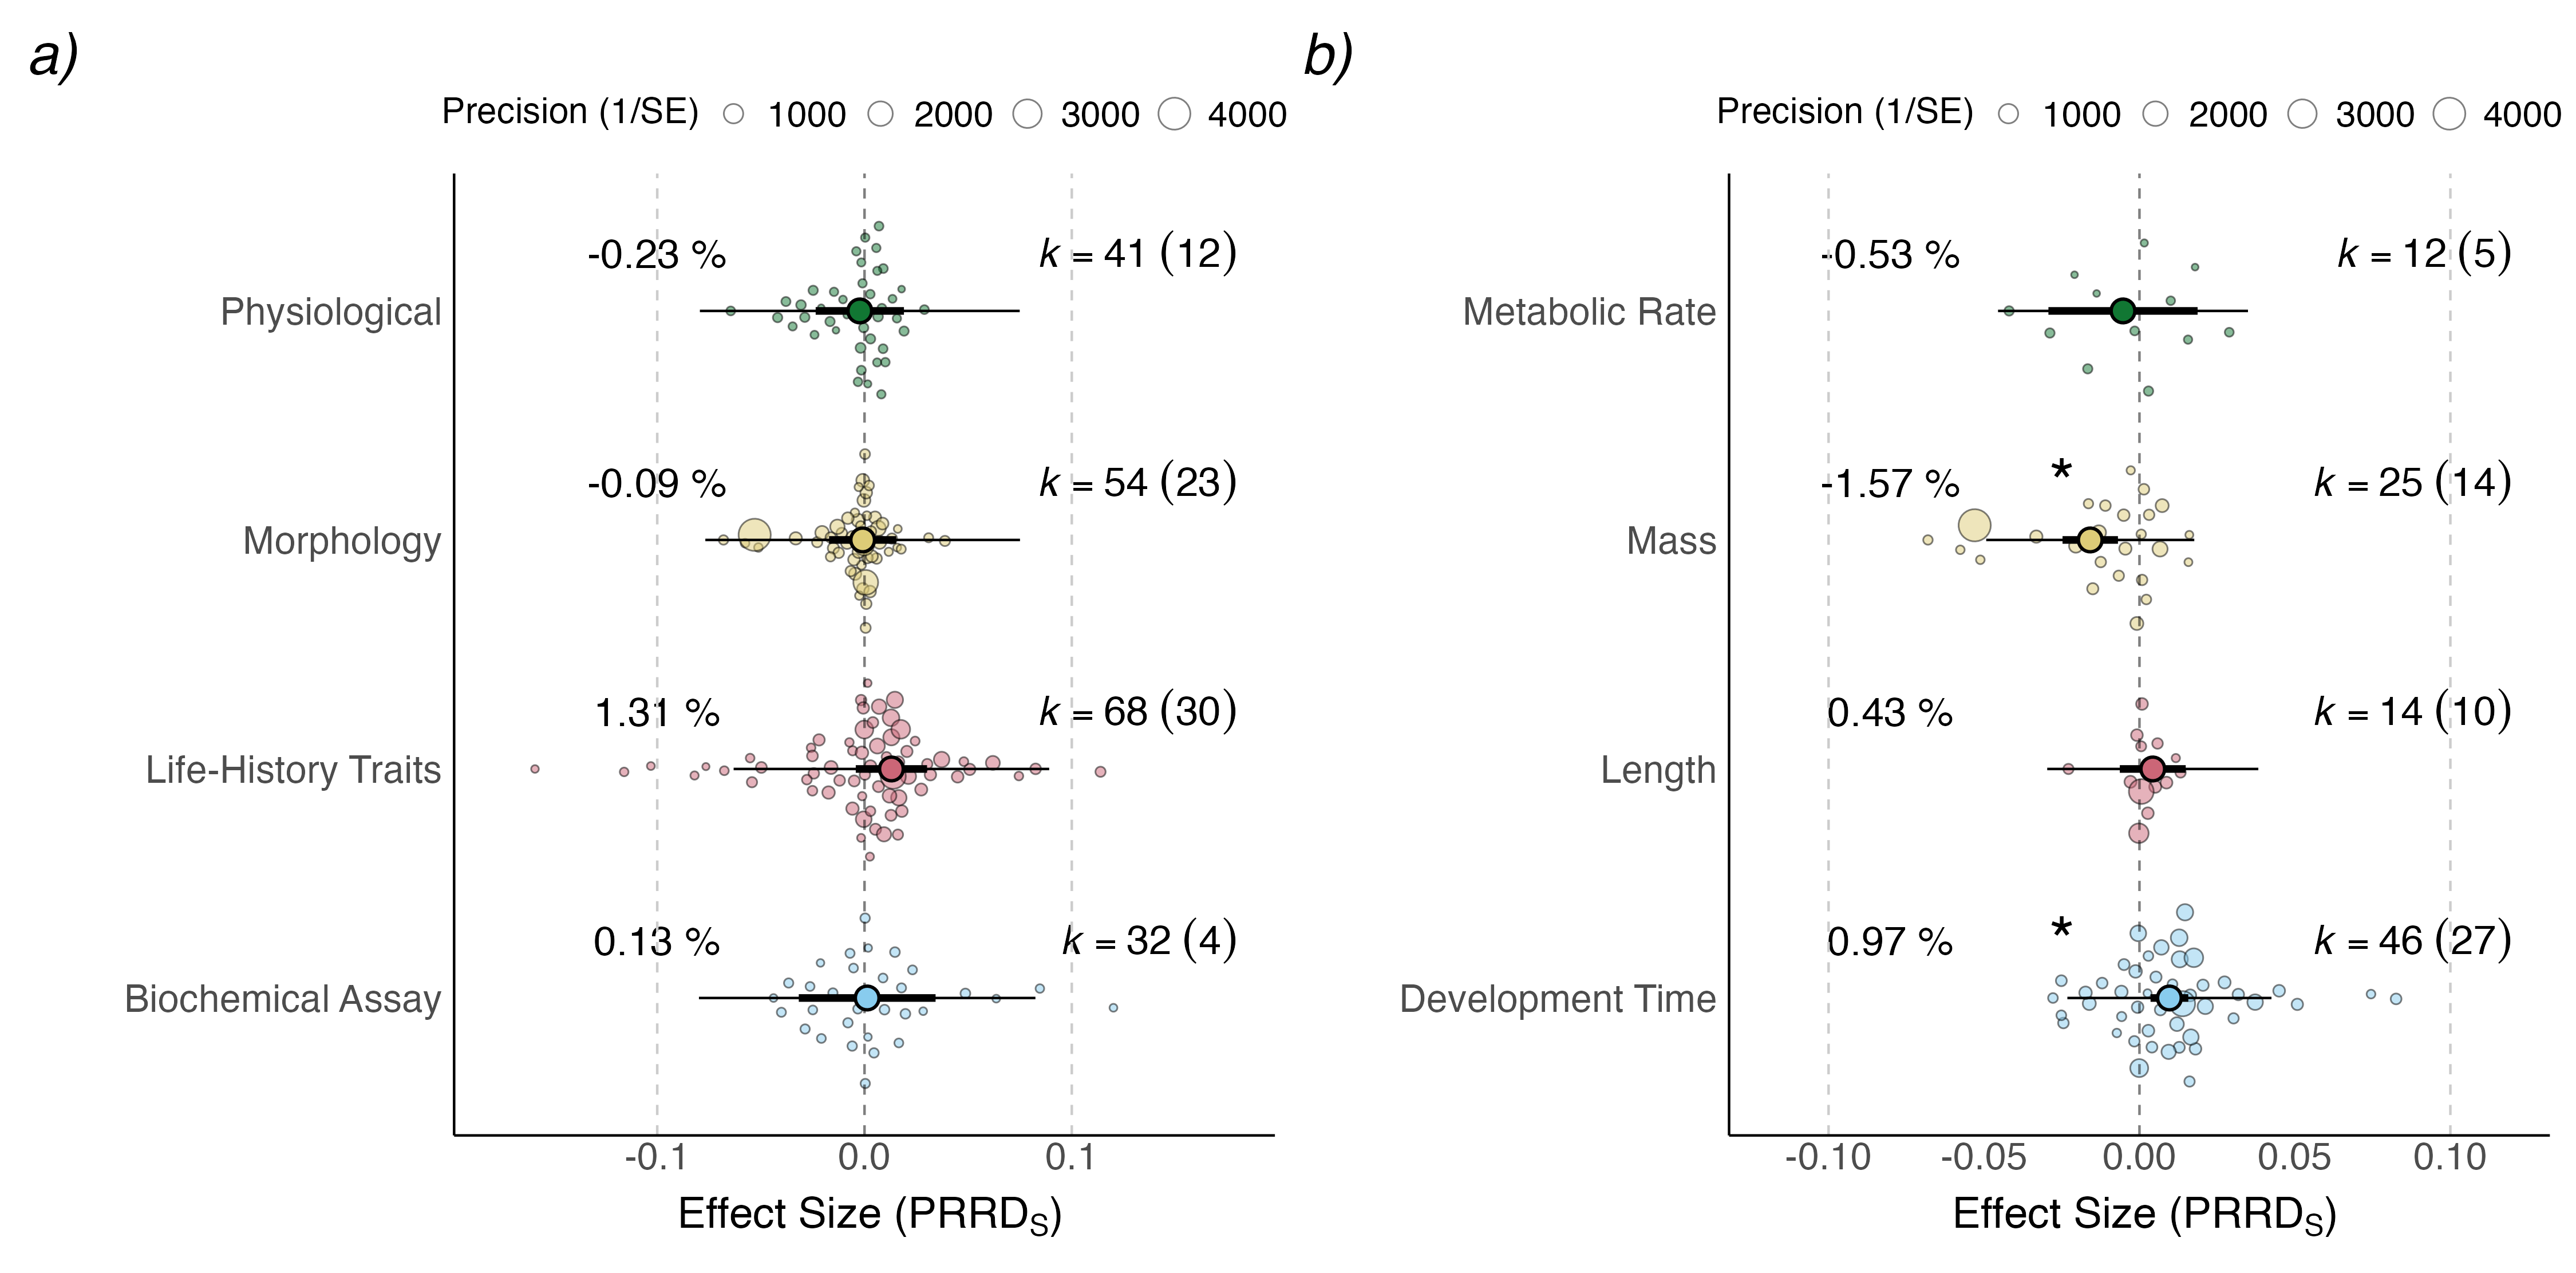 a)
Precision (1/SE) 1000 2000 3000 4000
Physiological
-0.23 %
k = 41 (12)
Morphology
-0.09 %
k = 54 (23)
Life-History Traits
1.31 %
k = 68 (30)
Biochemical Assay
0.13 %
k = 32 (4)
-0.1 0.0 0.1
Effect Size (PRRDS)
b)
Precision (1/SE) 1000 2000 3000 4000
Metabolic Rate
-0.53 %
k = 12 (5)
Mass
-1.57 % *
k = 25 (14)
Length
0.43 %
k = 14 (10)
Development Time
0.97 % *
k = 46 (27)
-0.10 -0.05 0.00 0.05 0.10
Effect Size (PRRDS)